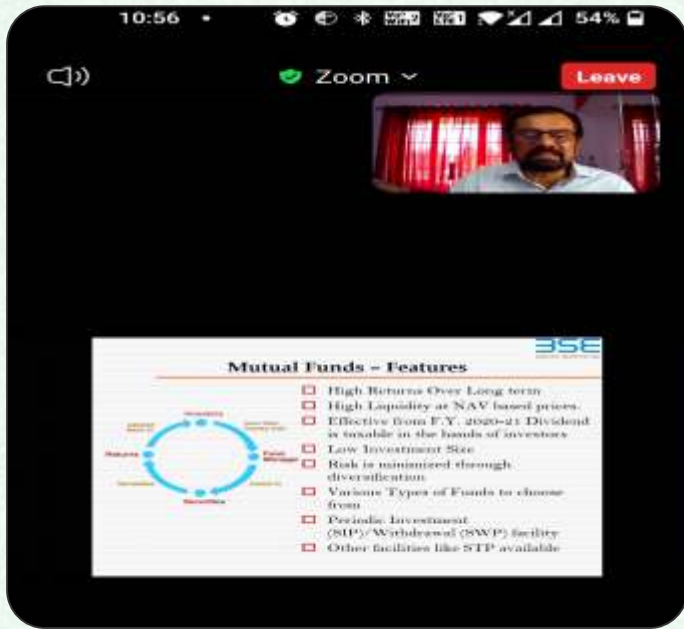 10:56
54%
Zoom
Leave
BSE
Mutual Funds – Features
High Returns Over Long term
High Liquidity at NAV based prices.
Effective from F.Y. 2020-21 Dividend
is taxable in the hands of investors
Low Investment Size
Risk is minimized through
diversification
Various Types of Funds to choose
from
Periodic Investment
(SIP)/Withdrawal (SWP) facility
Other facilities like STP available
Investors
Returns
Fund
Manager
Securities